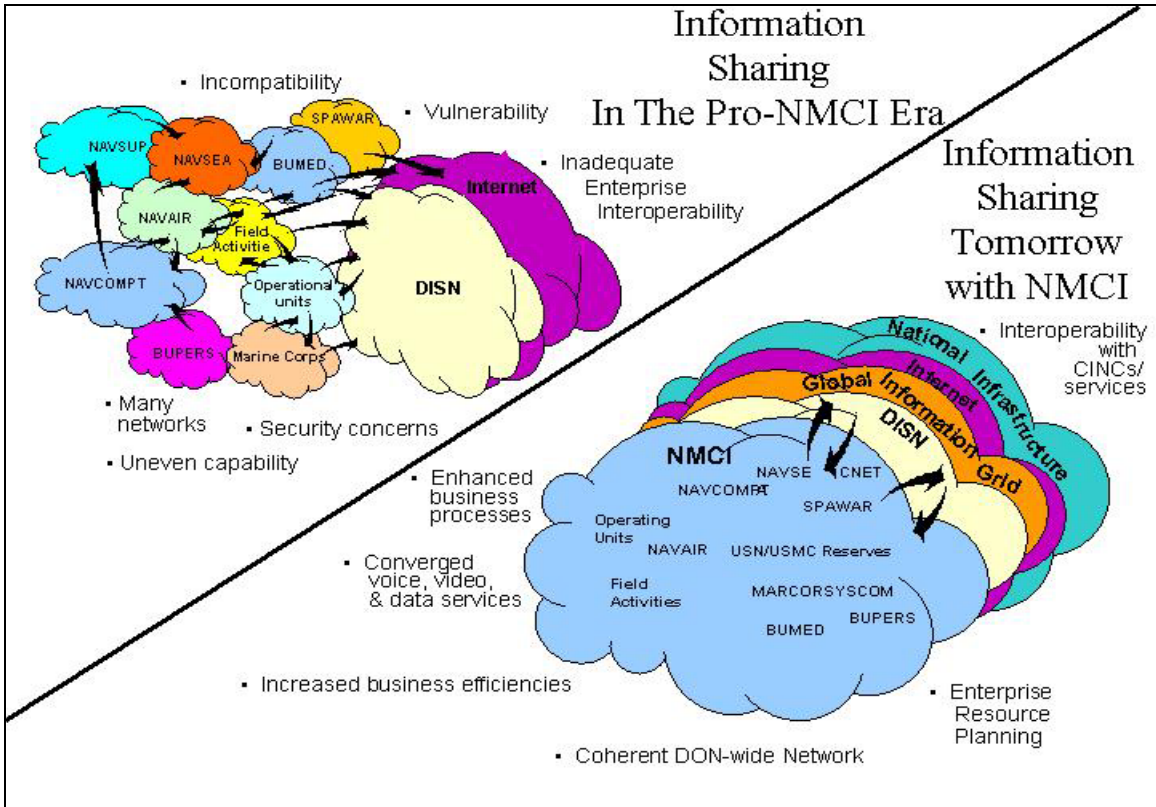 Information
Sharing
In The Pro-NMCI Era
▪ Incompatibility
▪ Vulnerability
▪ Inadequate
Enterprise
Interoperability
SPAWAR
NAVSUP
NAVSEA
BUMED
Internet
NAVAIR
Field
Activitie
NAVCOMPT
Operational
units
DISN
BUPERS
Marine Corps
▪ Many
networks
▪ Security concerns
▪ Uneven capability
Information
Sharing
Tomorrow
with NMCI
▪ Interoperability
with
CINCs/
services
National Infrastructure
Internet
Global Information Grid
DISN
NMCI
NAVSE
CNET
NAVCOMPT
SPAWAR
Operating
Units
NAVAIR
USN/USMC Reserves
Field
Activities
MARCORSYSCOM
BUPERS
BUMED
▪ Enhanced
business
processes
▪ Converged
voice, video,
& data services
▪ Increased business efficiencies
▪ Enterprise
Resource
Planning
▪ Coherent DON-wide Network